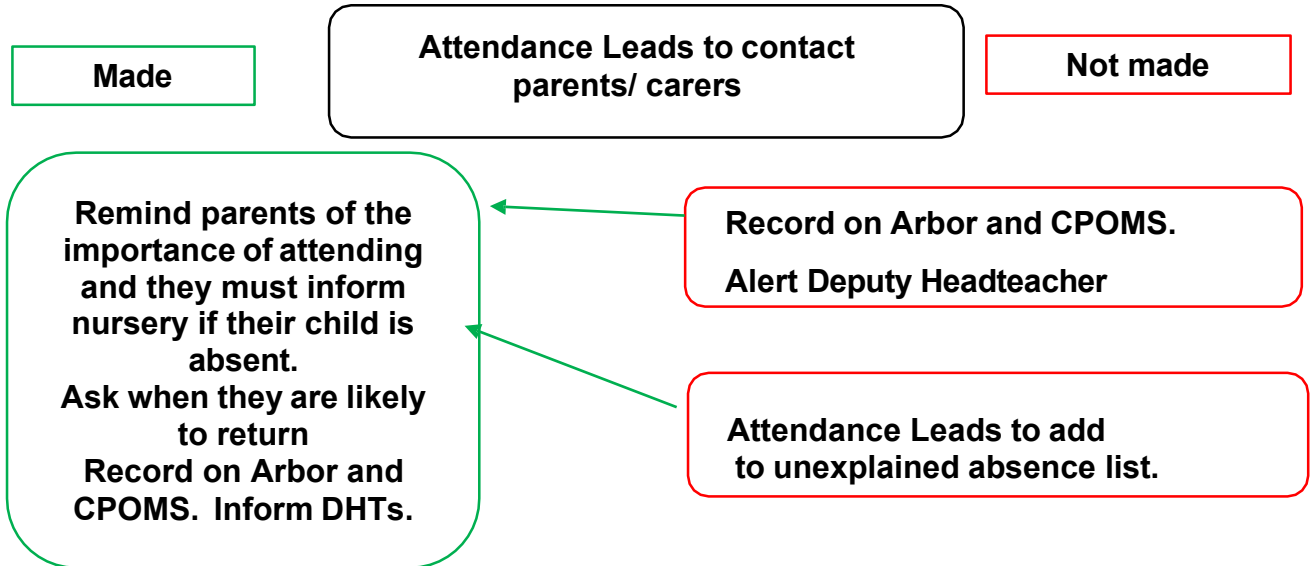 Attendance Leads to contact
parents/ carers
Made
Not made
Remind parents of the
importance of attending
and they must inform
nursery if their child is
absent.
Ask when they are likely
to return
Record on Arbor and
CPOMS.  Inform DHTs.
Record on Arbor and CPOMS.
Alert Deputy Headteacher
Attendance Leads to add
to unexplained absence list.